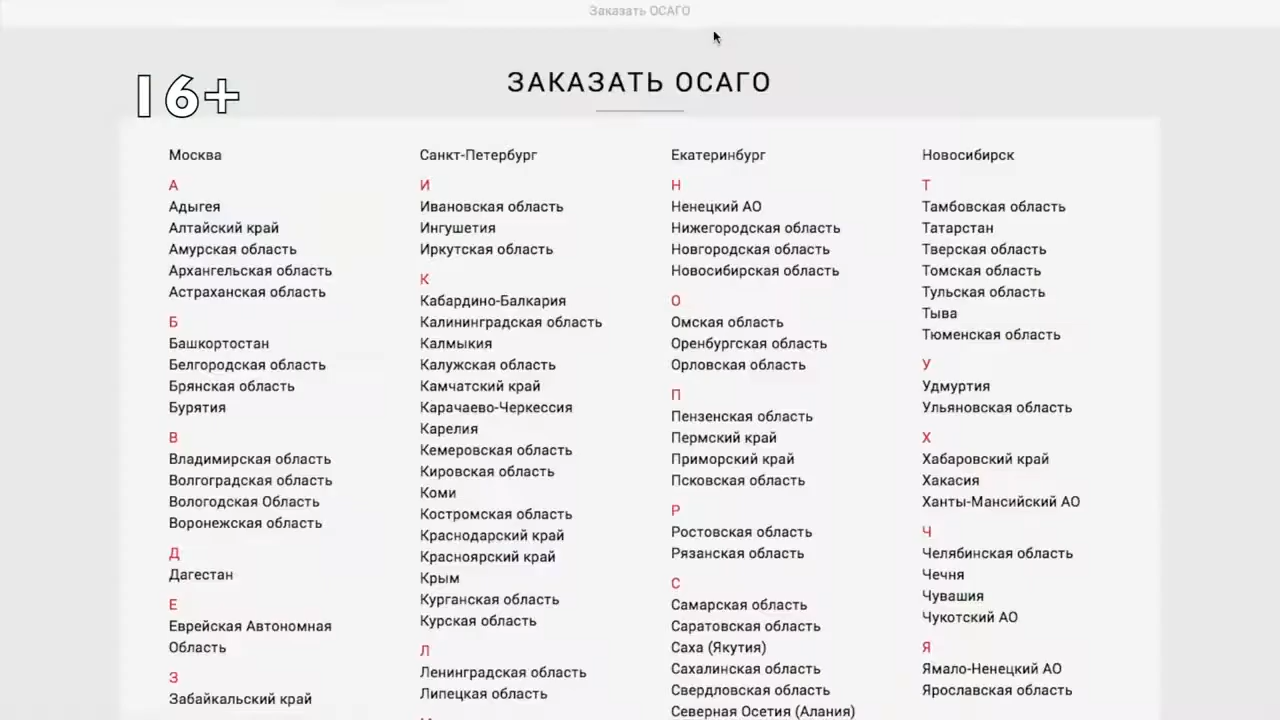 Заказать ОСАГО
16+
ЗАКАЗАТЬ ОСАГО
Москва
А
Адыгея
Алтайский край
Амурская область
Архангельская область
Астраханская область
Б
Башкортостан
Белгородская область
Брянская область
Бурятия
В
Владимирская область
Волгоградская область
Вологодская Область
Воронежская область
Д
Дагестан
Е
Еврейская Автономная
Область
З
Забайкальский край
Санкт-Петербург
И
Ивановская область
Ингушетия
Иркутская область
К
Кабардино-Балкария
Калининградская область
Калмыкия
Калужская область
Камчатский край
Карачаево-Черкессия
Карелия
Кемеровская область
Кировская область
Коми
Костромская область
Краснодарский край
Красноярский край
Крым
Курганская область
Курская область
Л
Ленинградская область
Липецкая область
Екатеринбург
Н
Ненецкий АО
Нижегородская область
Новгородская область
Новосибирская область
О
Омская область
Оренбургская область
Орловская область
П
Пензенская область
Пермский край
Приморский край
Псковская область
Р
Ростовская область
Рязанская область
С
Самарская область
Саратовская область
Саха (Якутия)
Сахалинская область
Свердловская область
Северная Осетия (Алания)
Новосибирск
Т
Тамбовская область
Татарстан
Тверская область
Томская область
Тульская область
Тыва
Тюменская область
У
Удмуртия
Ульяновская область
Х
Хабаровский край
Хакасия
Ханты-Мансийский АО
Ч
Челябинская область
Чечня
Чувашия
Чукотский АО
Я
Ямало-Ненецкий АО
Ярославская область